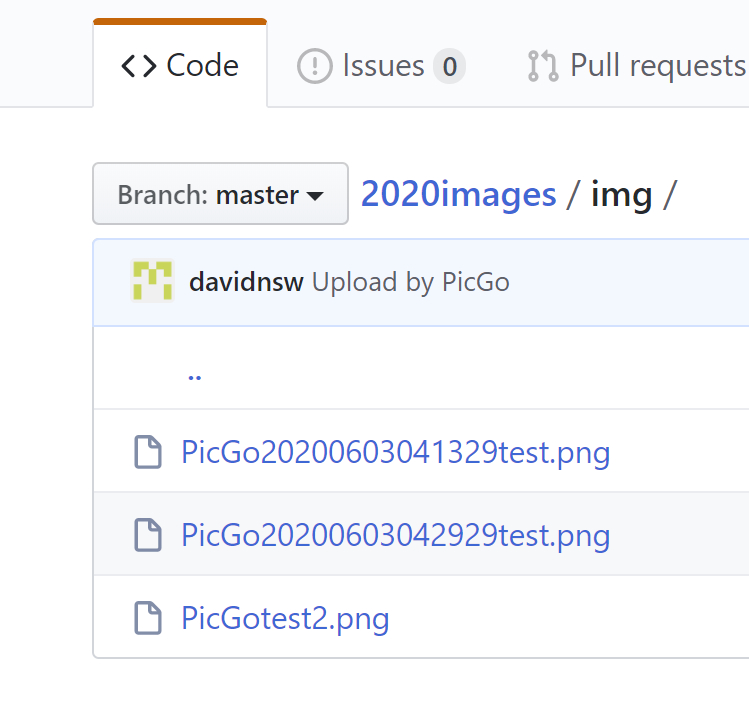 Code Issues 0 Pull requests
Branch: master 2020images / img /
davidnsw Upload by PicGo
..
PicGo20200603041329test.png
PicGo20200603042929test.png
PicGotest2.png